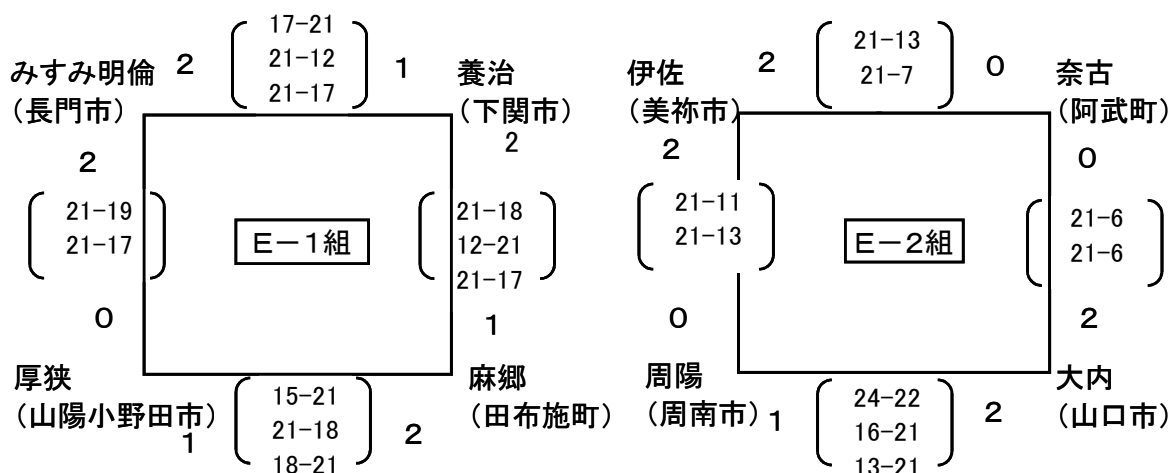 みすみ明倫
(長門市)
2
17-21
21-12
21-17
1
養治
(下関市)
2
2
21-19
21-17
E－1組
21-18
12-21
21-17
0
1
厚狭
(山陽小野田市)
1
15-21
21-18
18-21
2
麻郷
(田布施町)
伊佐
(美祢市)
2
21-13
21-7
0
奈古
(阿武町)
2
0
21-11
21-13
E－2組
21-6
21-6
0
2
周陽
(周南市)
1
24-22
16-21
13-21
2
大内
(山口市)